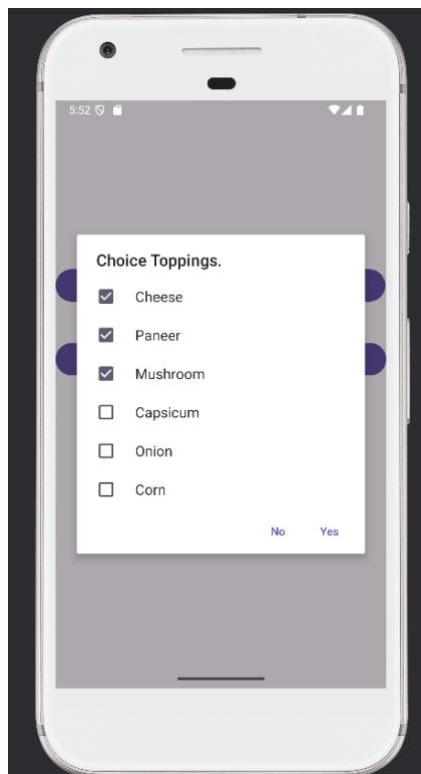 5:52
Choice Toppings.
Cheese
Paneer
Mushroom
Capsicum
Onion
Corn
No Yes